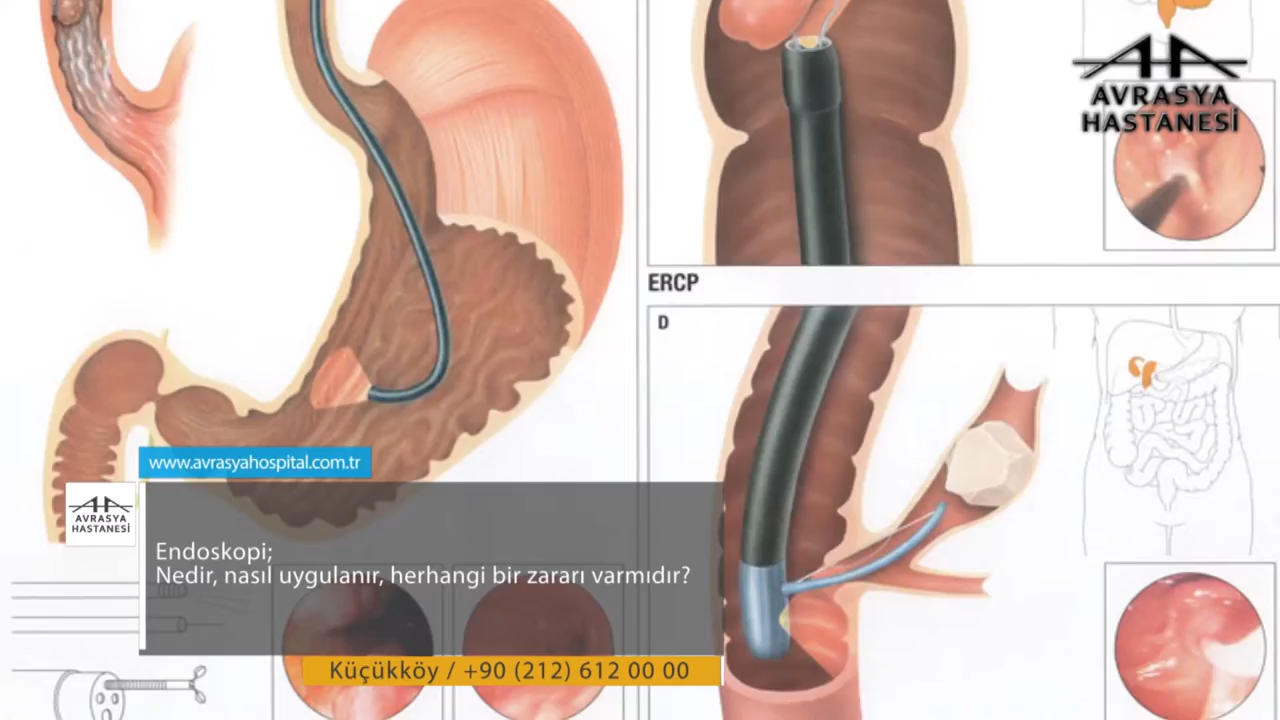 AVRASYA
HASTANESİ
ERCP
D
www.avrasyahospital.com.tr
AVRASYA
HASTANESİ
Endoskopi;
Nedir, nasıl uygulanır, herhangi bir zararı varmıdır?
Küçükköy / +90 (212) 612 00 00